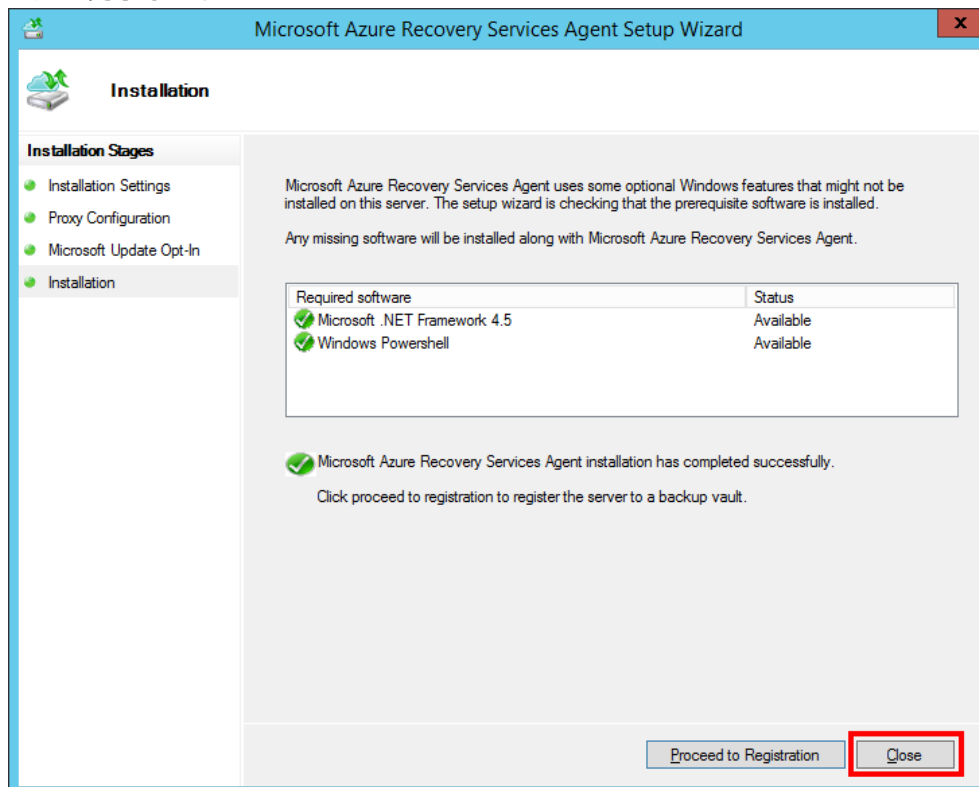 Microsoft Azure Recovery Services Agent Setup Wizard
x
Installation
Installation Stages
Installation Settings
Proxy Configuration
Microsoft Update Opt-In
Installation
Microsoft Azure Recovery Services Agent uses some optional Windows features that might not be
installed on this server. The setup wizard is checking that the prerequisite software is installed.
Any missing software will be installed along with Microsoft Azure Recovery Services Agent.
Required software Status
Microsoft .NET Framework 4.5 Available
Windows Powershell Available
Microsoft Azure Recovery Services Agent installation has completed successfully.
Click proceed to registration to register the server to a backup vault.
Proceed to Registration Close